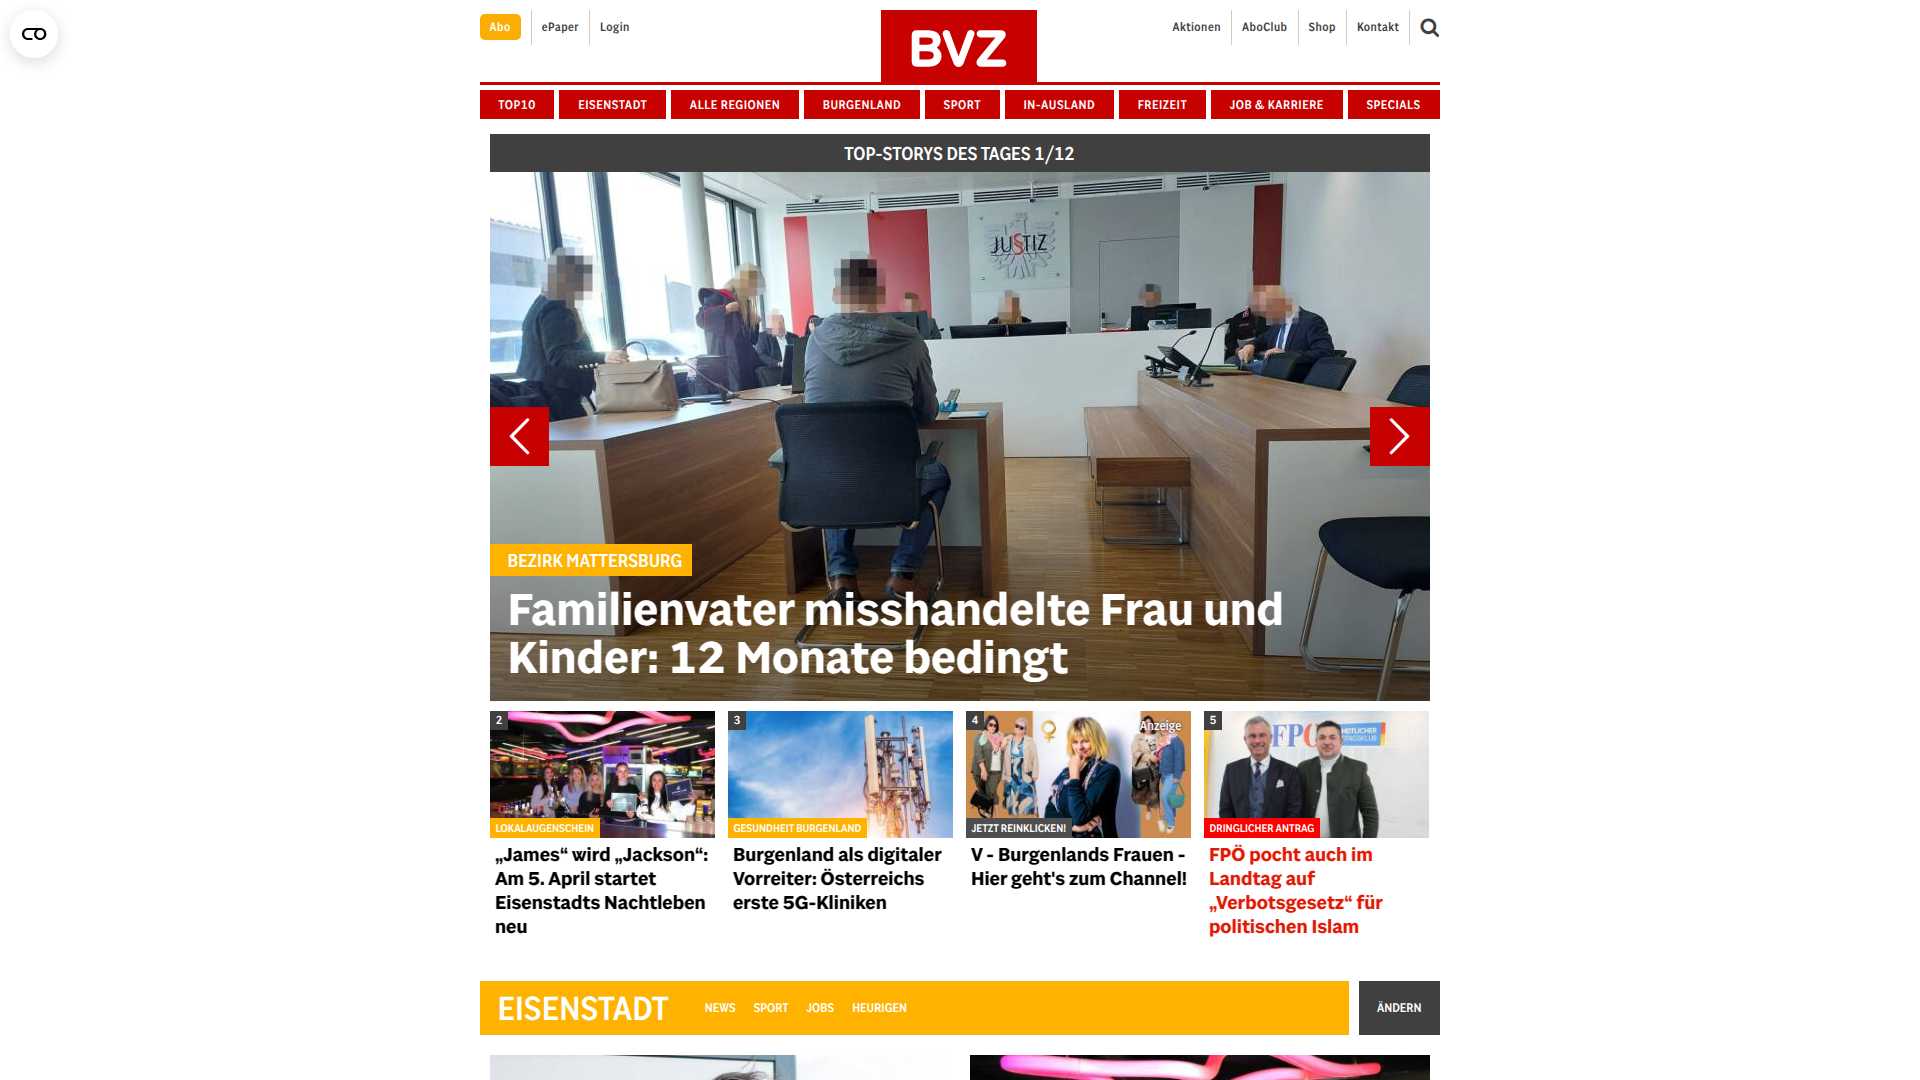 Abo
ePaper
Login
BVZ
Aktionen
AboClub
Shop
Kontakt
TOP10
EISENSTADT
ALLE REGIONEN
BURGENLAND
SPORT
IN-AUSLAND
FREIZEIT
JOB & KARRIERE
SPECIALS
TOP-STORYS DES TAGES 1/12
JUSTIZ
BEZIRK MATTERSBURG
Familienvater misshandelte Frau und
Kinder: 12 Monate bedingt
2
LOKALAUGENSCHEIN
„James“ wird „Jackson“:
Am 5. April startet
Eisenstadts Nachtleben
neu
3
GESUNDHEIT BURGENLAND
Burgenland als digitaler
Vorreiter: Österreichs
erste 5G-Kliniken
4
Anzeige
JETZT REINKLICKEN!
V - Burgenlands Frauen -
Hier geht's zum Channel!
5
DRINGLICHER ANTRAG
FPÖ pocht auch im
Landtag auf
„Verbotsgesetz“ für
politischen Islam
EISENSTADT
NEWS
SPORT
JOBS
HEURIGEN
ÄNDERN